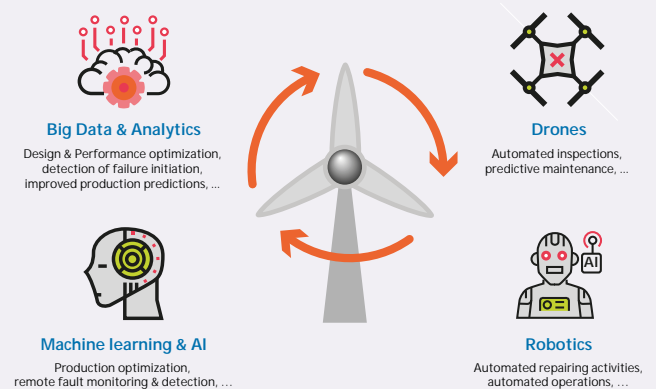 Big Data & Analytics
Design & Performance optimization,
detection of failure initiation,
improved production predictions, ...
Drones
Automated inspections,
predictive maintenance, ...
AI
Machine learning & AI
Production optimization,
remote fault monitoring & detection, ...
Robotics
Automated repairing activities,
automated operations, ...